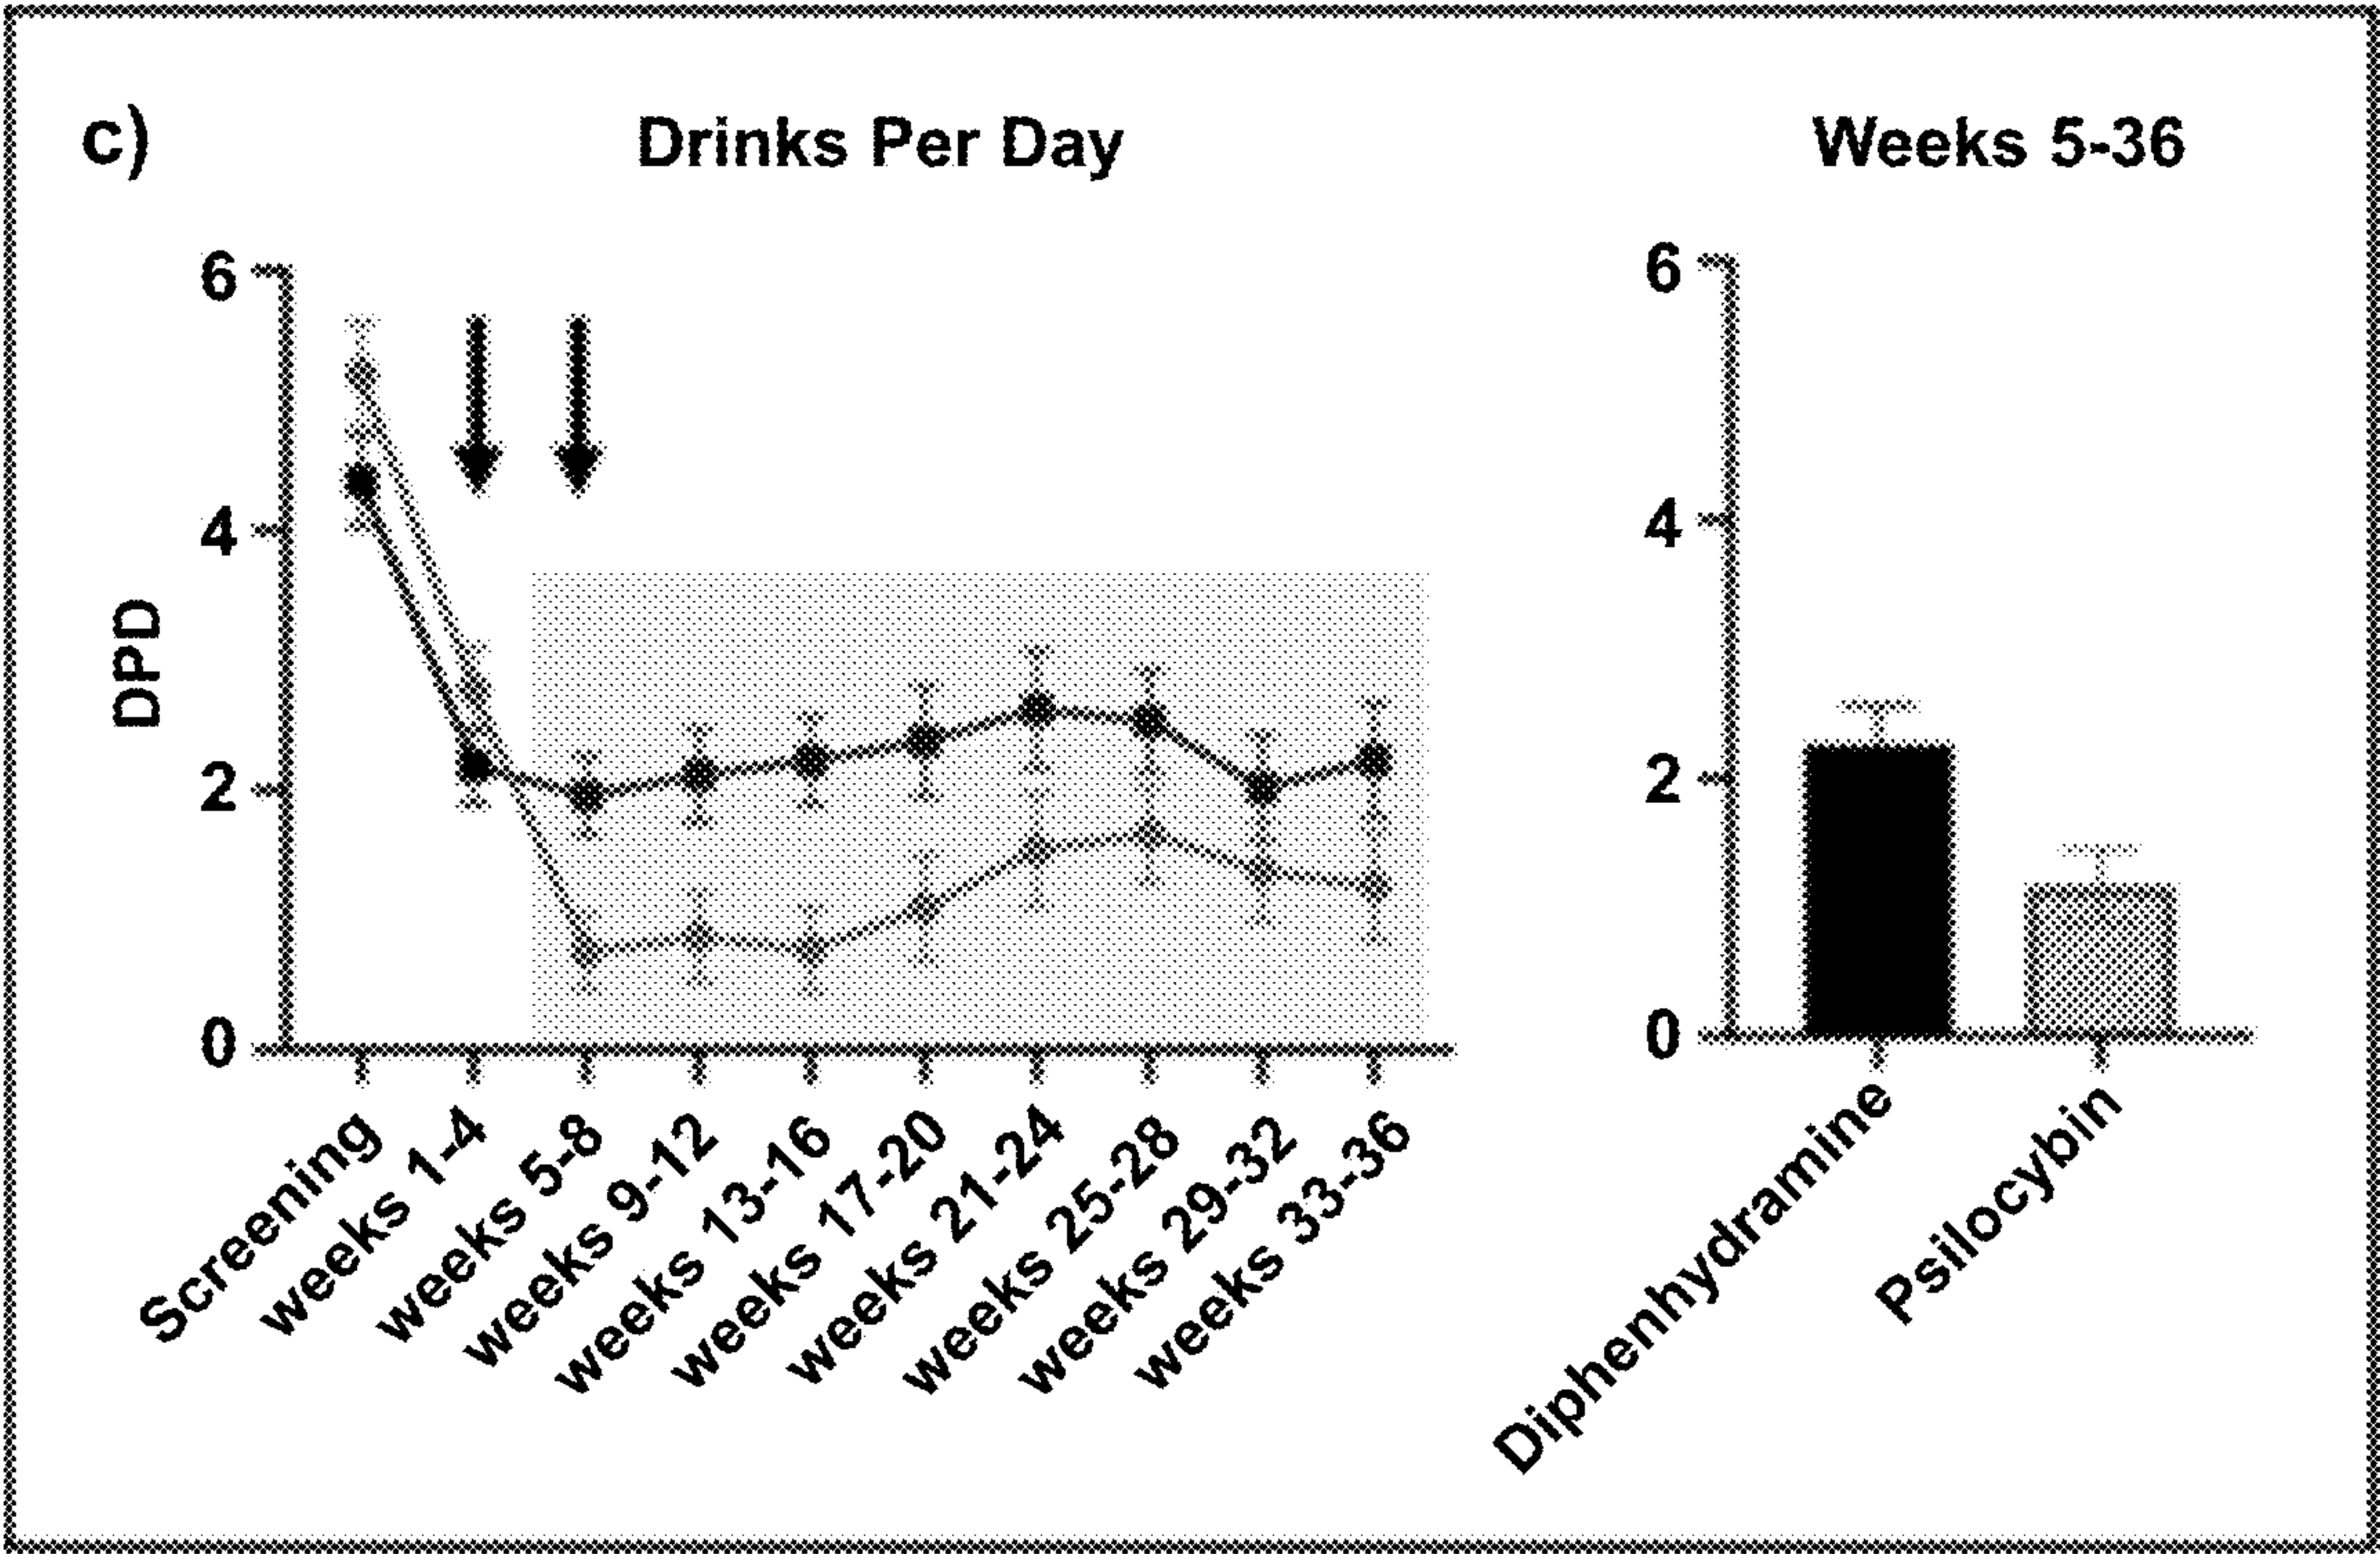 c)
Drinks Per Day
DPD
6
4
2
0
Screening
weeks 1-4
weeks 5-8
weeks 9-12
weeks 13-16
weeks 17-20
weeks 21-24
weeks 25-28
weeks 29-32
weeks 33-36
Weeks 5-36
6
4
2
0
Diphenhydramine
Psilocybin